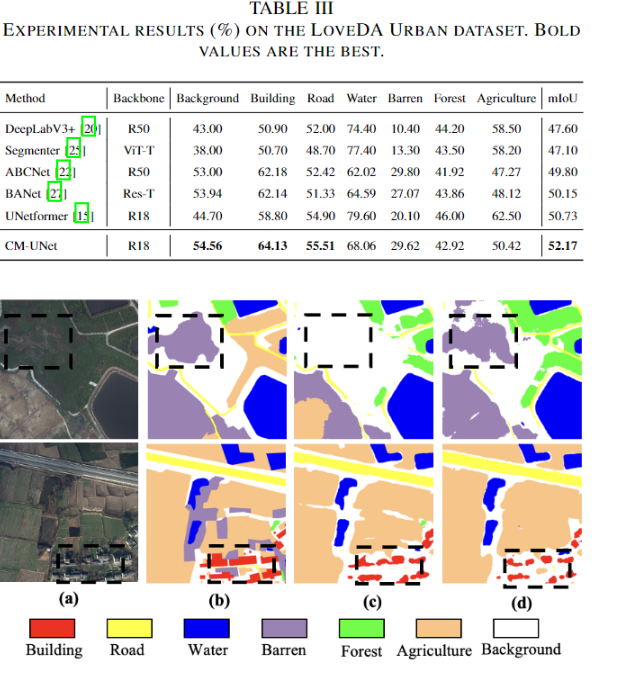 TABLE III
EXPERIMENTAL RESULTS (%) ON THE LOVEDA URBAN DATASET. BOLD
VALUES ARE THE BEST.
Method Backbone Background Building Road Water Barren Forest Agriculture mIoU
DeepLabV3+ [20] R50 43.00 50.90 52.00 74.40 10.40 44.20 58.50 47.60
Segmenter [25] ViT-T 38.00 50.70 48.70 77.40 13.30 43.50 58.20 47.10
ABCNet [22] R50 53.00 62.18 52.42 62.02 29.80 41.92 47.27 49.80
BANet [27] Res-T 53.94 62.14 51.33 64.59 27.07 43.86 48.12 50.15
UNetformer [15] R18 44.70 58.80 54.90 79.60 20.10 46.00 62.50 50.73
CM-UNet R18 54.56 64.13 55.51 68.06 29.62 42.92 50.42 52.17
(a) (b) (c) (d)
Building Road Water Barren Forest Agriculture Background